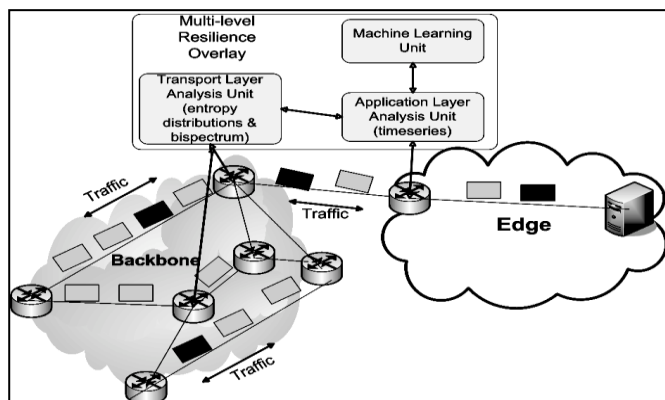 Multi-level
Resilience
Overlay
Machine Learning
Unit
Transport Layer
Analysis Unit
(entropy
distributions &
bispectrum)
Application Layer
Analysis Unit
(timeseries)
Traffic
Traffic
Edge
Backbone
Traffic